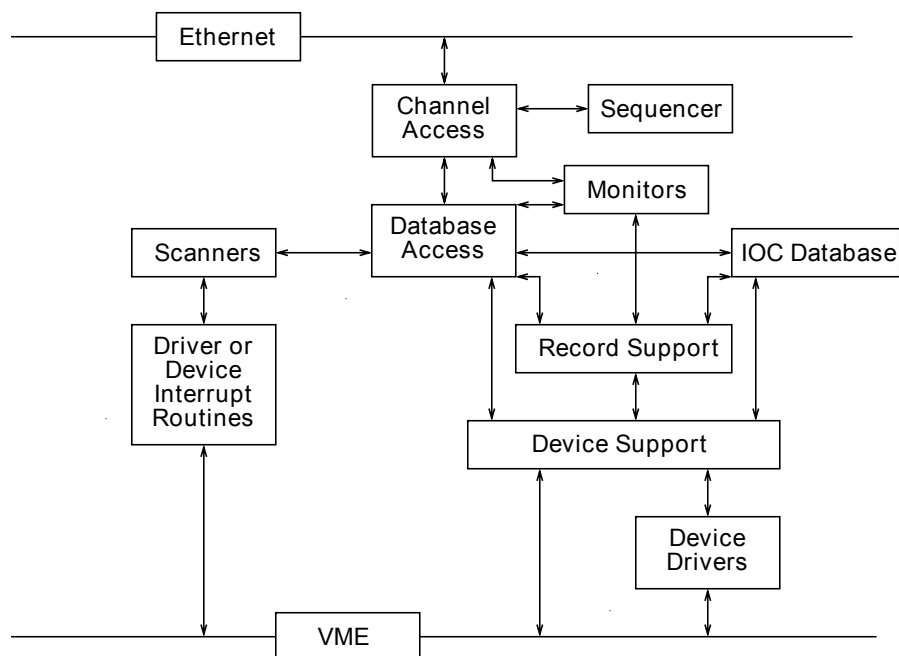 Ethernet
Channel
Access
Sequencer
Monitors
Database
Access
Scanners
IOC Database
Driver or
Device
Interrupt
Routines
Record Support
Device Support
Device
Drivers
VME